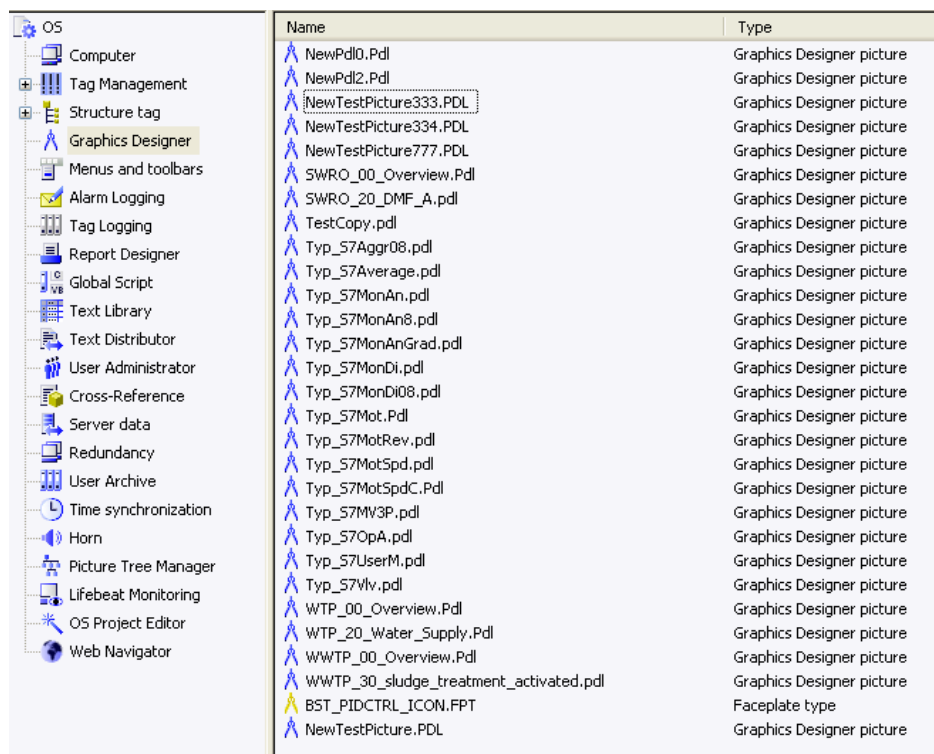 OS
Computer
Tag Management
Structure tag
Graphics Designer
Menus and toolbars
Alarm Logging
Tag Logging
Report Designer
Global Script
Text Library
Text Distributor
User Administrator
Cross-Reference
Server data
Redundancy
User Archive
Time synchronization
Horn
Picture Tree Manager
Lifebeat Monitoring
OS Project Editor
Web Navigator
Name Type
NewPdl0.Pdl Graphics Designer picture
NewPdl2.Pdl Graphics Designer picture
NewTestPicture333.PDL Graphics Designer picture
NewTestPicture334.PDL Graphics Designer picture
NewTestPicture777.PDL Graphics Designer picture
SWRO_00_Overview.Pdl Graphics Designer picture
SWRO_20_DMF_A.pdl Graphics Designer picture
TestCopy.pdl Graphics Designer picture
Typ_S7Aggr08.pdl Graphics Designer picture
Typ_S7Average.pdl Graphics Designer picture
Typ_S7MonAn.pdl Graphics Designer picture
Typ_S7MonAn8.pdl Graphics Designer picture
Typ_S7MonAnGrad.pdl Graphics Designer picture
Typ_S7MonDi.pdl Graphics Designer picture
Typ_S7MonDi08.pdl Graphics Designer picture
Typ_S7Mot.Pdl Graphics Designer picture
Typ_S7MotRev.pdl Graphics Designer picture
Typ_S7MotSpd.pdl Graphics Designer picture
Typ_S7MotSpdC.Pdl Graphics Designer picture
Typ_S7MV3P.pdl Graphics Designer picture
Typ_S7OpA.pdl Graphics Designer picture
Typ_S7UserM.pdl Graphics Designer picture
Typ_S7Vlv.pdl Graphics Designer picture
WTP_00_Overview.Pdl Graphics Designer picture
WTP_20_Water_Supply.Pdl Graphics Designer picture
WWTP_00_Overview.Pdl Graphics Designer picture
WWTP_30_sludge_treatment_activated.pdl Graphics Designer picture
BST_PIDCTRL_ICON.FPT Faceplate type
NewTestPicture.PDL Graphics Designer picture